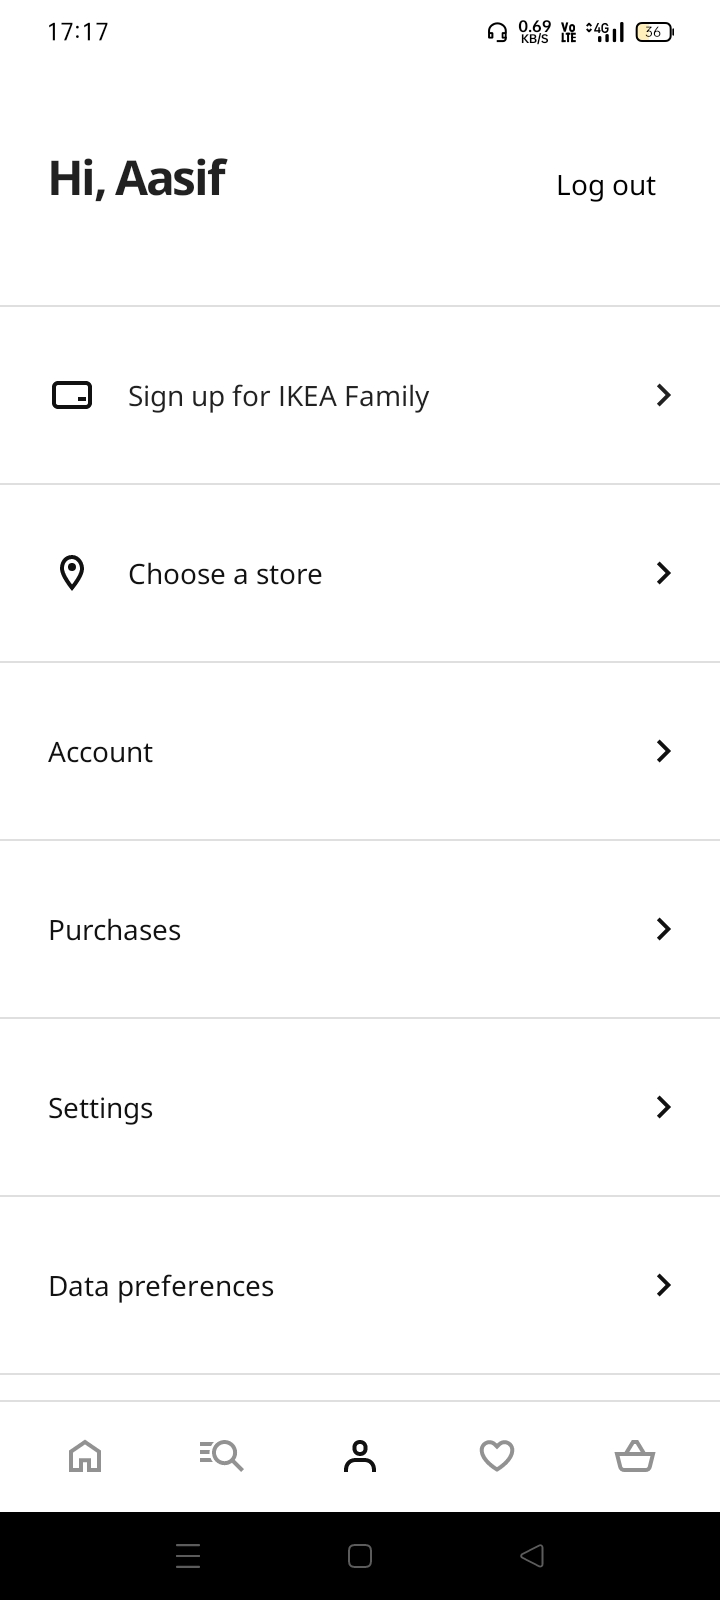 17:17
0.69 KB/S Vo LTE 4G 36
Hi, Aasif
Log out
Sign up for IKEA Family
Choose a store
Account
Purchases
Settings
Data preferences